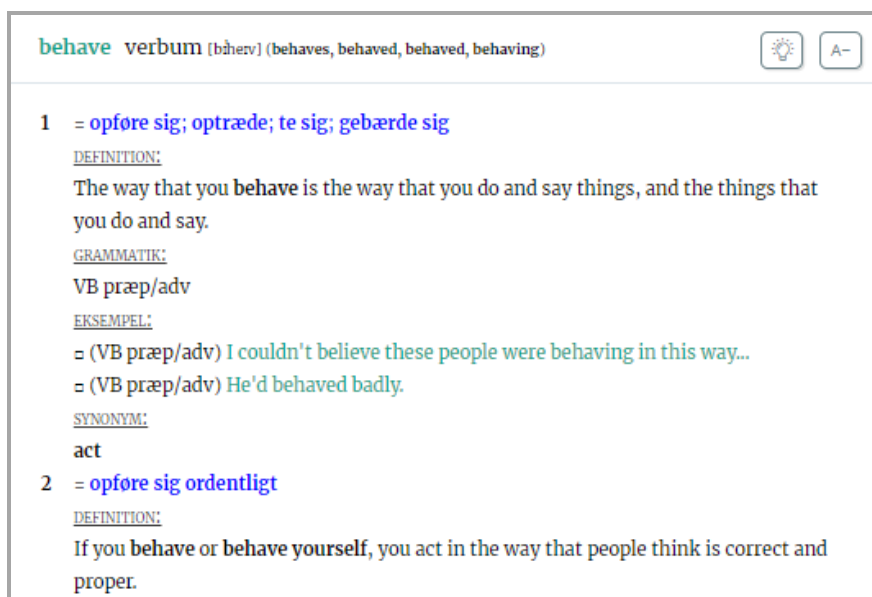 behave verbum [bɪheɪv] (behaves, behaved, behaved, behaving)
A−
1 = opføre sig; optræde; te sig; gebærde sig
DEFINITION:
The way that you behave is the way that you do and say things, and the things that
you do and say.
GRAMMATIK:
VB præp/adv
EKSEMPEL:
□ (VB præp/adv) I couldn't believe these people were behaving in this way...
□ (VB præp/adv) He'd behaved badly.
SYNONYM:
act
2 = opføre sig ordentligt
DEFINITION:
If you behave or behave yourself, you act in the way that people think is correct and
proper.